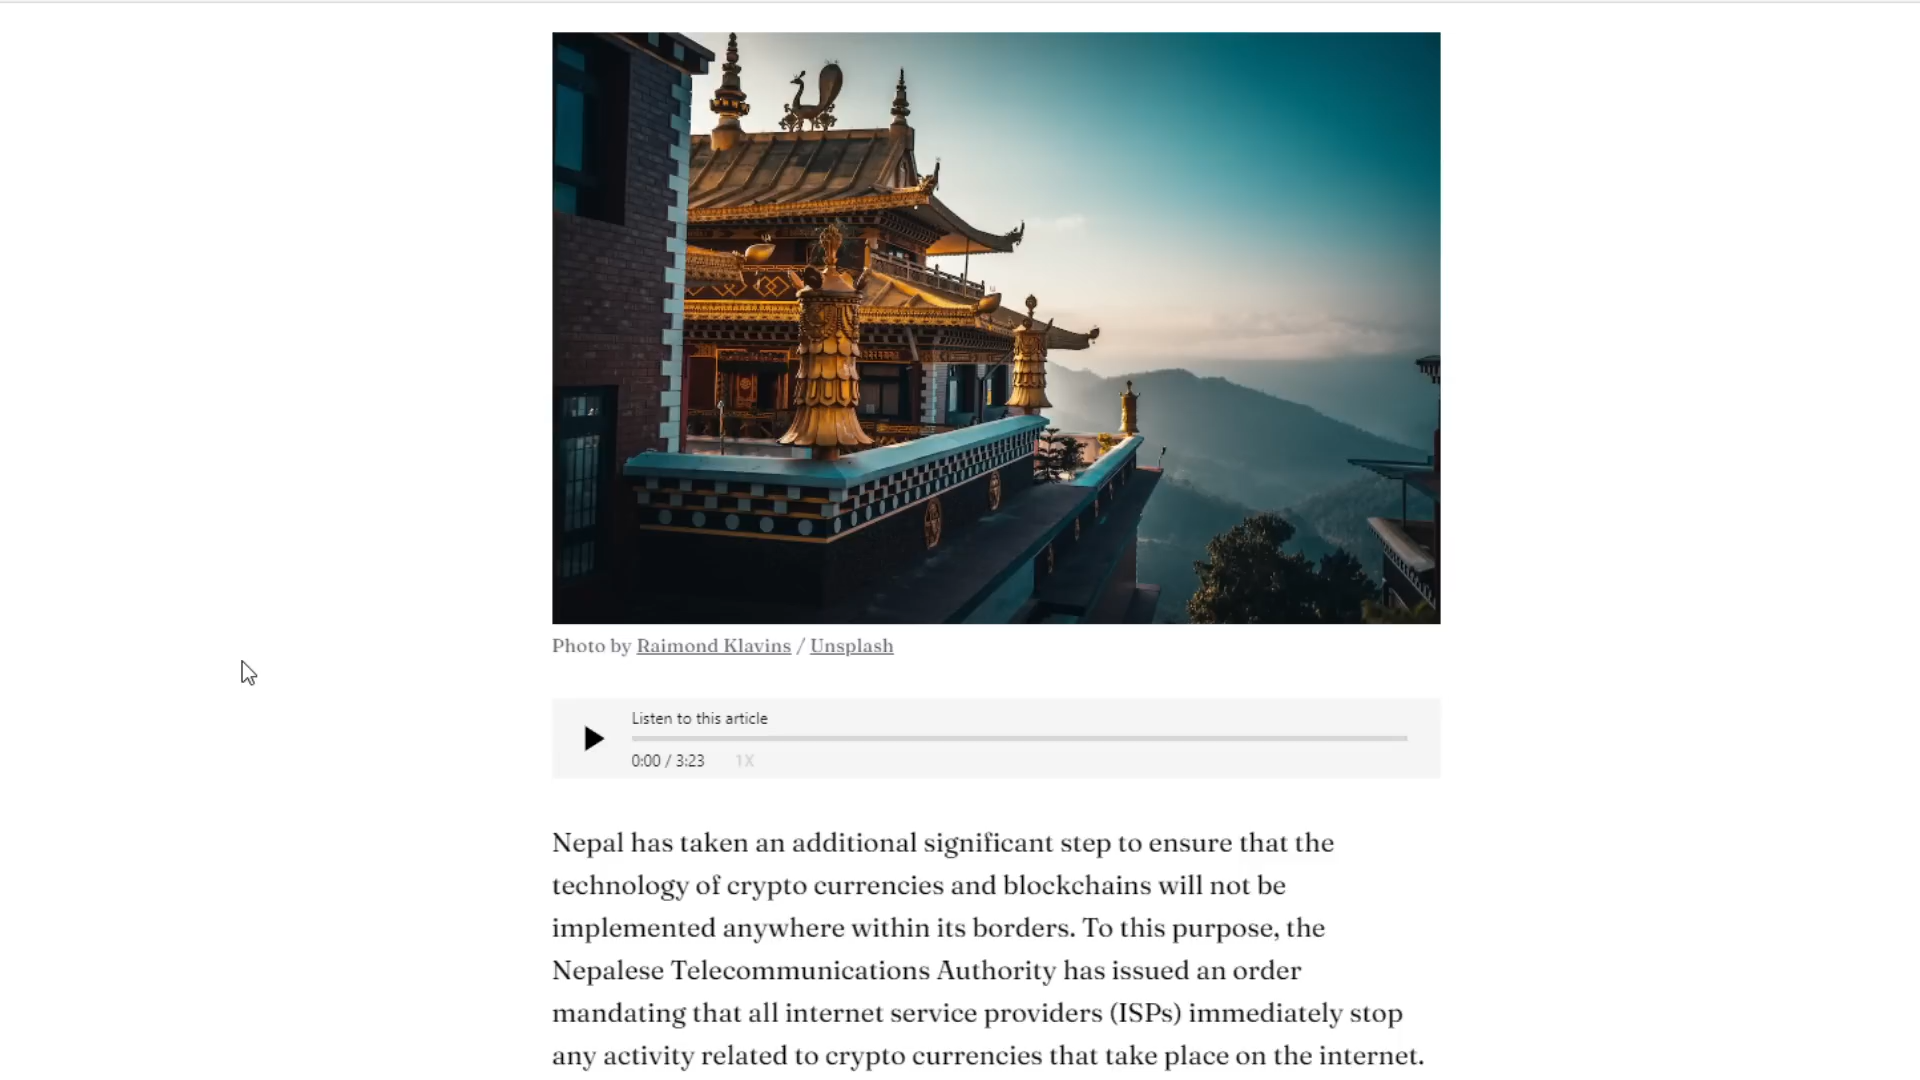 Photo by Raimond Klavins / Unsplash
Listen to this article
0:00 / 3:23 1X
Nepal has taken an additional significant step to ensure that the
technology of crypto currencies and blockchains will not be
implemented anywhere within its borders. To this purpose, the
Nepalese Telecommunications Authority has issued an order
mandating that all internet service providers (ISPs) immediately stop
any activity related to crypto currencies that take place on the internet.